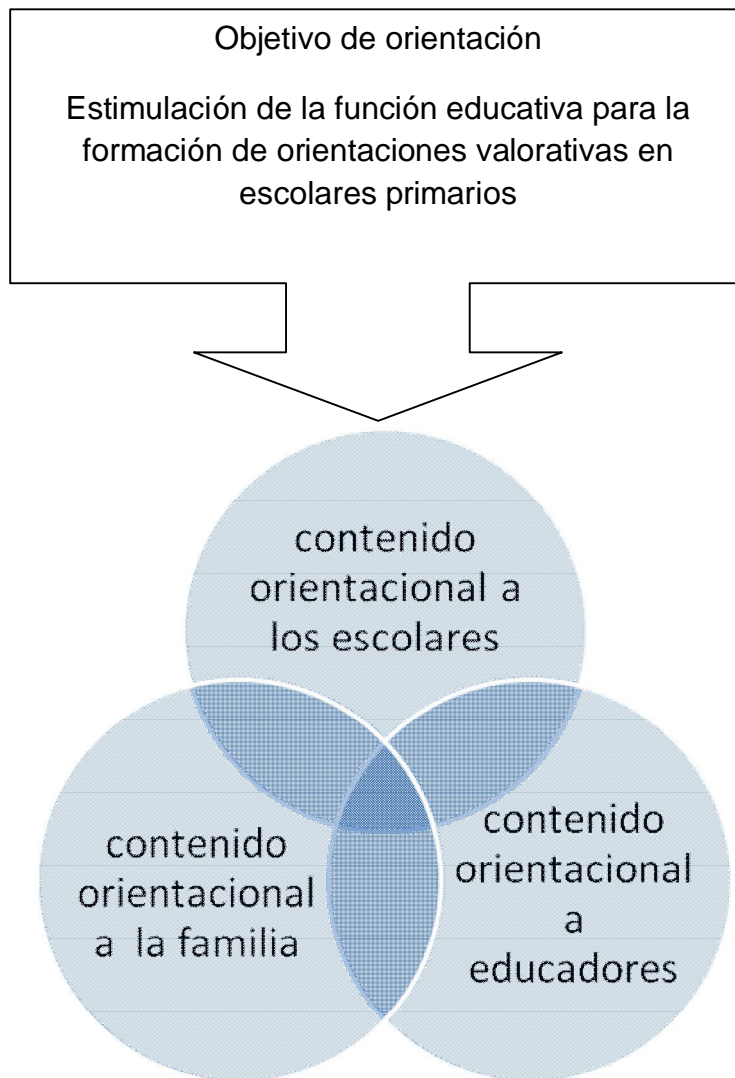 Objetivo de orientación
Estimulación de la función educativa para la
formación de orientaciones valorativas en
escolares primarios
contenido
orientacional a
los escolares
contenido
orientacional
a la familia
contenido
orientacional
a
educadores